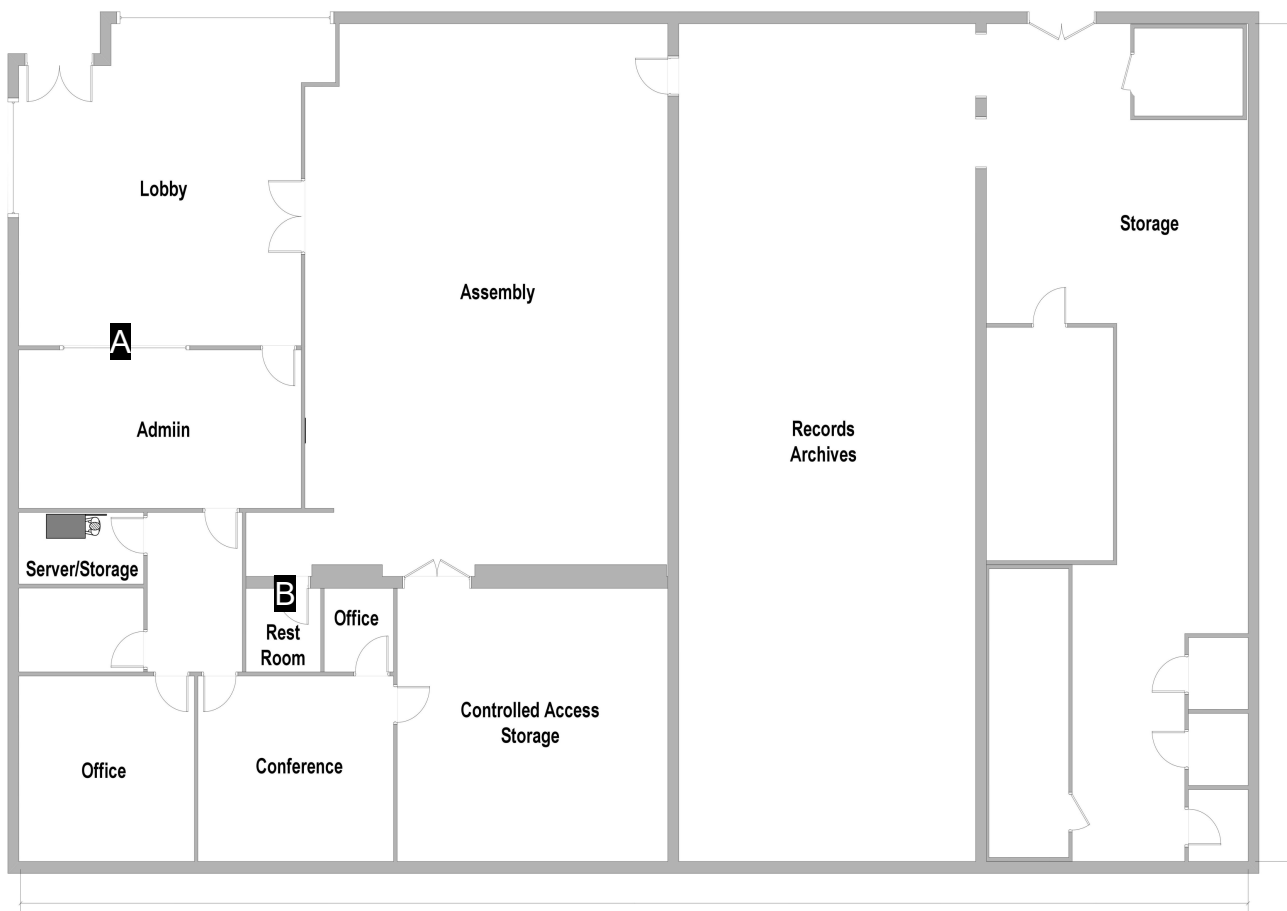 Lobby
Storage
Assembly
A
Admiin
Records
Archives
Server/Storage
B
Office
Rest
Room
Controlled Access
Storage
Conference
Office